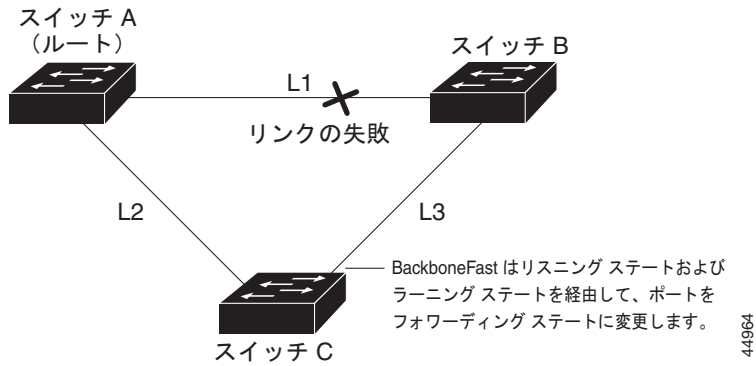 スイッチ A
（ルート）
スイッチ B
L1
リンクの失敗
L2
L3
BackboneFast はリスニング ステートおよび
ラーニング ステートを経由して、ポートを
フォワーディング ステートに変更します。
スイッチ C
44964